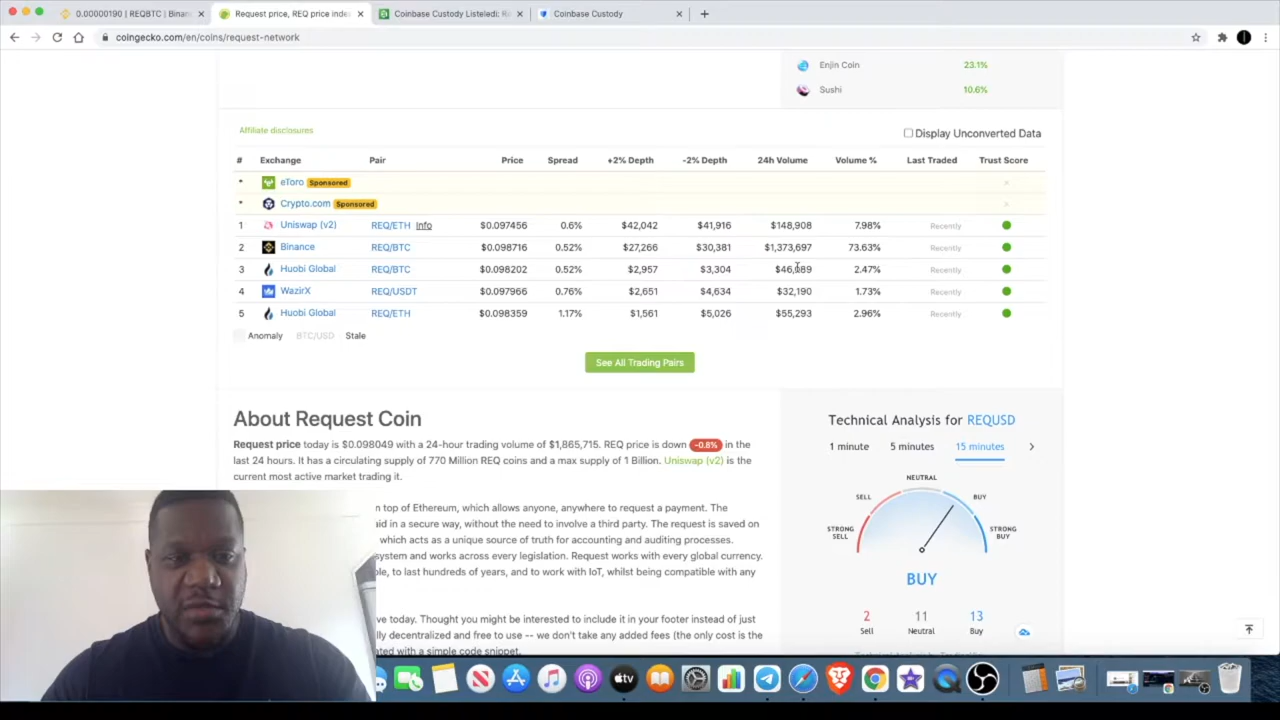 0.00000190 | REQBTC | Binan
Request price, REQ price inde
Coinbase Custody Listeledi: R
Coinbase Custody
coingecko.com/en/coins/request-network
Enjin Coin 23.1%
Sushi 10.6%
Affiliate disclosures
Display Unconverted Data
# Exchange Pair Price Spread +2% Depth -2% Depth 24h Volume Volume % Last Traded Trust Score
* eToro Sponsored
* Crypto.com Sponsored
1 Uniswap (v2) REQ/ETH Info $0.097456 0.6% $42,042 $41,916 $148,908 7.98% Recently
2 Binance REQ/BTC $0.098716 0.52% $27,266 $30,381 $1,373,697 73.63% Recently
3 Huobi Global REQ/BTC $0.098202 0.52% $2,957 $3,304 2.47% Recently
4 WazirX REQ/USDT $0.097966 0.76% $2,651 $4,634 $32,190 1.73% Recently
5 Huobi Global REQ/ETH $0.098359 1.17% $1,561 $5,026 $55,293 2.96% Recently
Anomaly BTC/USD Stale
See All Trading Pairs
About Request Coin
Request price today is $0.098049 with a 24-hour trading volume of $1,865,715. REQ price is down -0.8% in the
last 24 hours. It has a circulating supply of 770 Million REQ coins and a max supply of 1 Billion. Uniswap (v2) is the
current most active market trading it.
n top of Ethereum, which allows anyone, anywhere to request a payment. The
aid in a secure way, without the need to involve a third party. The request is saved on
which acts as a unique source of truth for accounting and auditing processes.
system and works across every legislation. Request works with every global currency.
le, to last hundreds of years, and to work with IoT, whilst being compatible with any
ve today. Thought you might be interested to include it in your footer instead of just
lly decentralized and free to use -- we don't take any added fees (the only cost is the
ated with a simple code snippet.
Technical Analysis for REQUSD
1 minute 5 minutes 15 minutes
NEUTRAL
SELL BUY
STRONG SELL STRONG BUY
BUY
2 11 13
Sell Neutral Buy